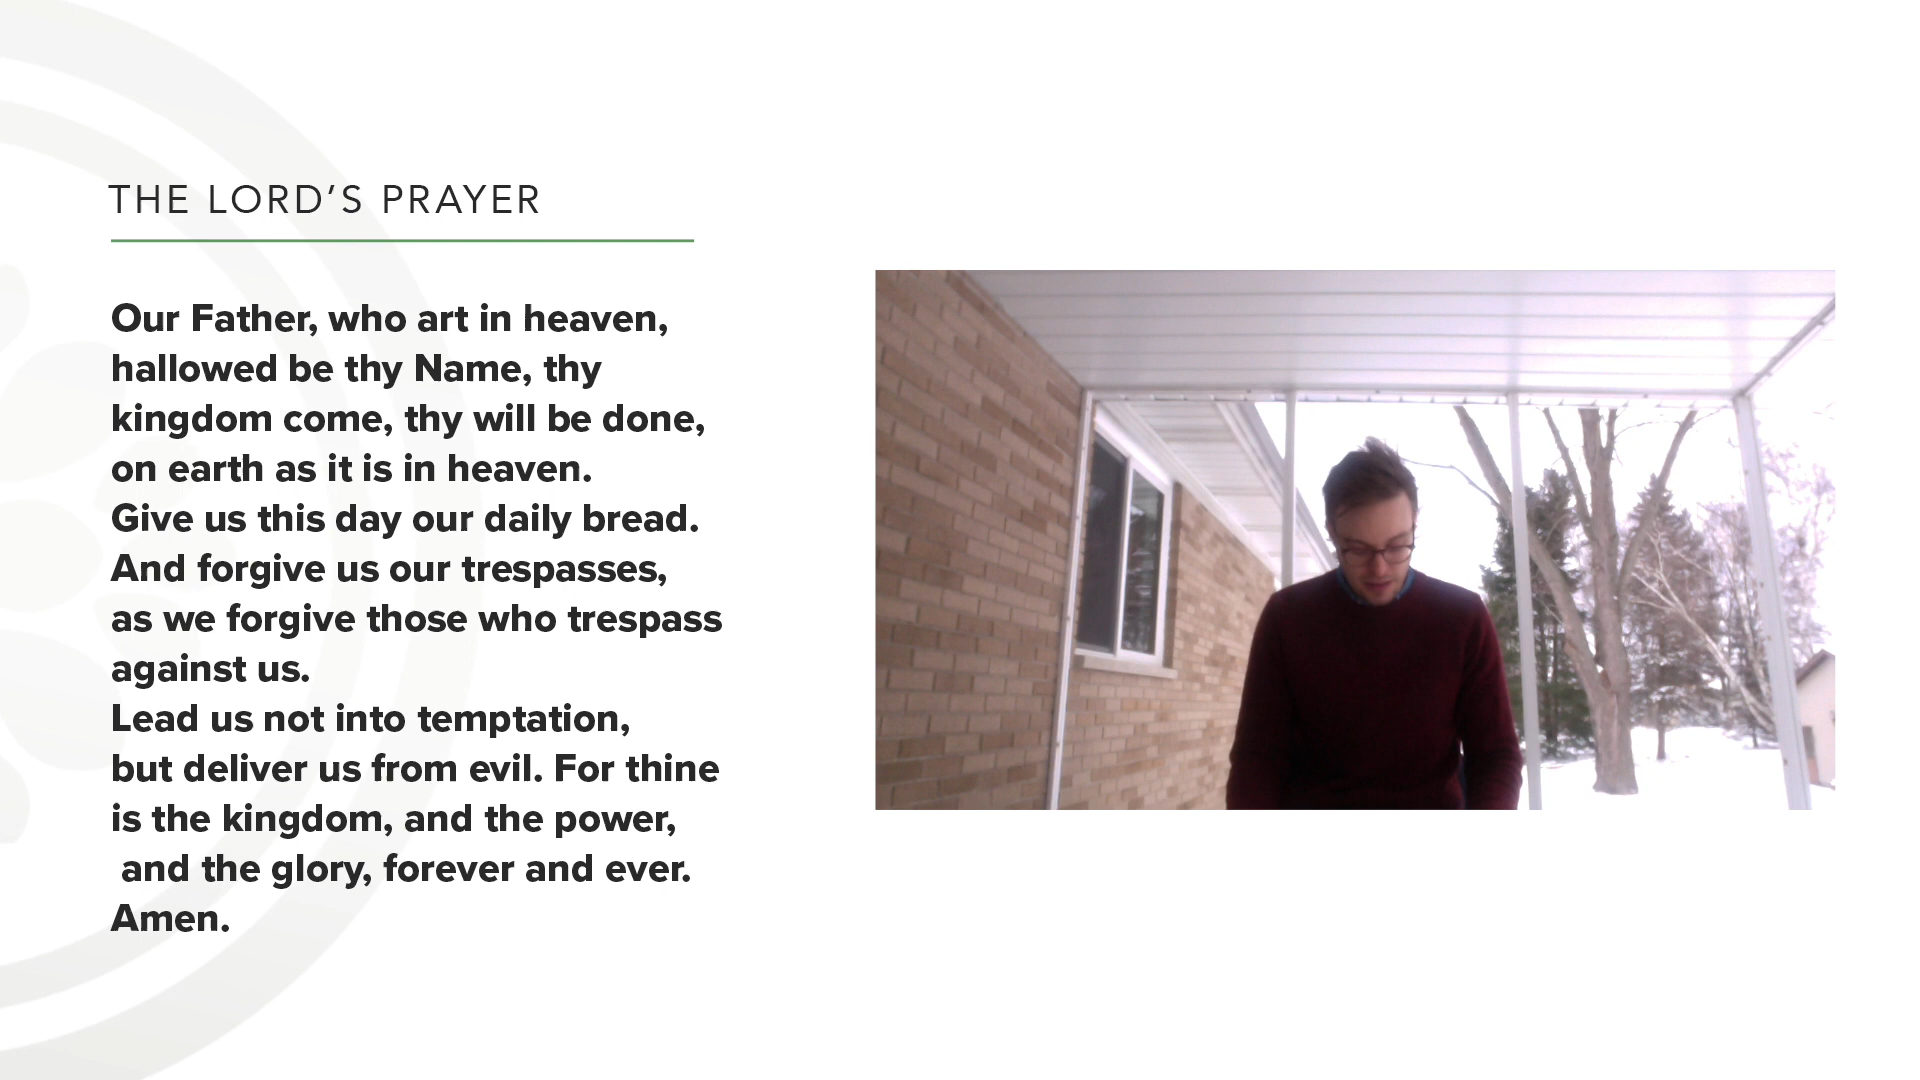 THE LORD’S PRAYER
Our Father, who art in heaven,
hallowed be thy Name, thy
kingdom come, thy will be done,
on earth as it is in heaven.
Give us this day our daily bread.
And forgive us our trespasses,
as we forgive those who trespass
against us.
Lead us not into temptation,
but deliver us from evil. For thine
is the kingdom, and the power,
and the glory, forever and ever.
Amen.